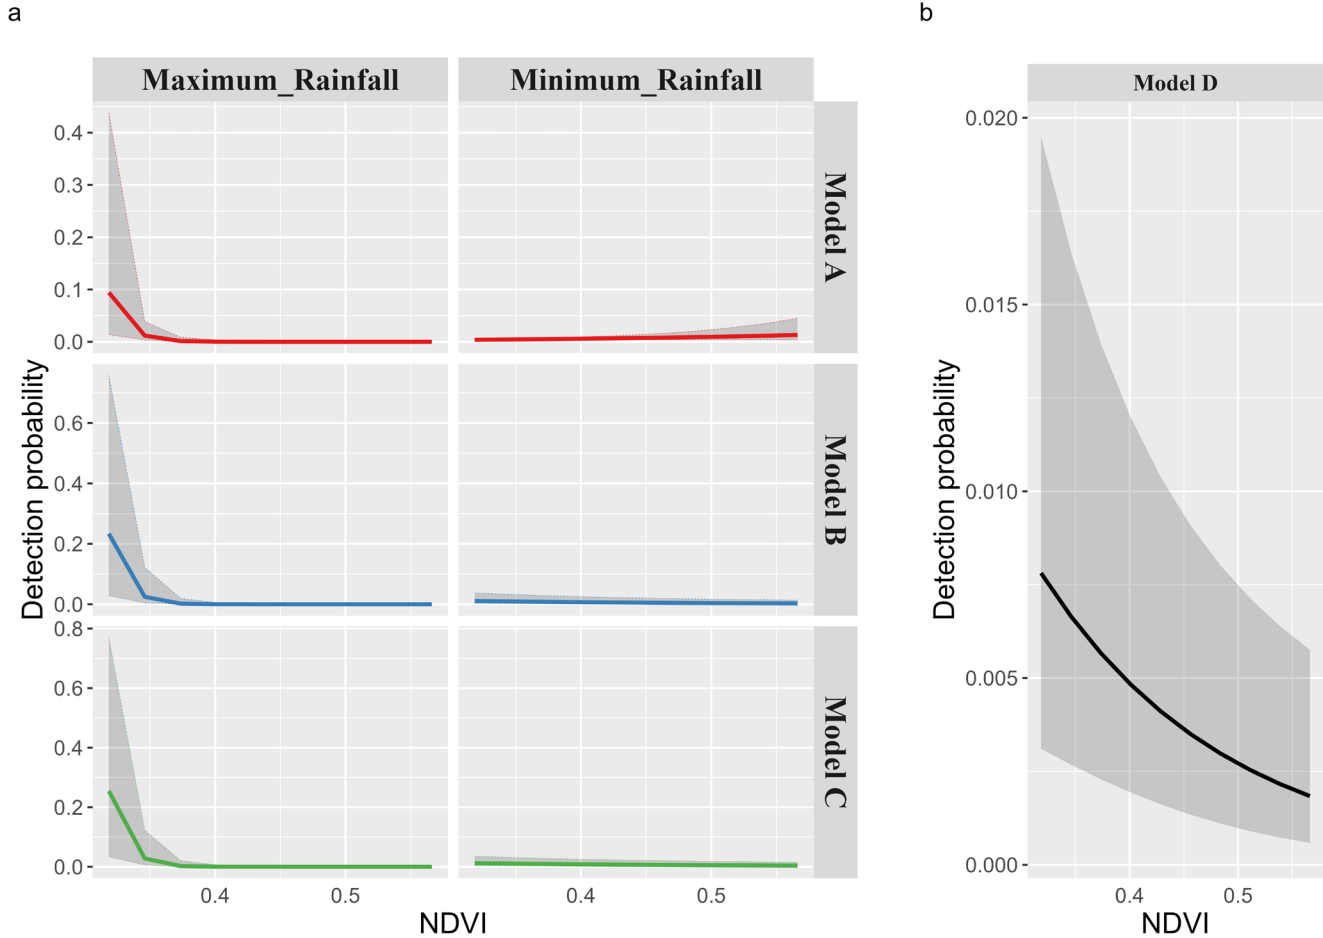 a
Maximum_Rainfall
Minimum_Rainfall
Detection probability
0.4
0.3
0.2
0.1
0.0
Model A
0.6
0.4
0.2
0.0
Model B
0.8
0.6
0.4
0.2
0.0
Model C
0.4
0.5
0.4
0.5
NDVI
b
Model D
Detection probability
0.020
0.015
0.010
0.005
0.000
0.4
0.5
NDVI